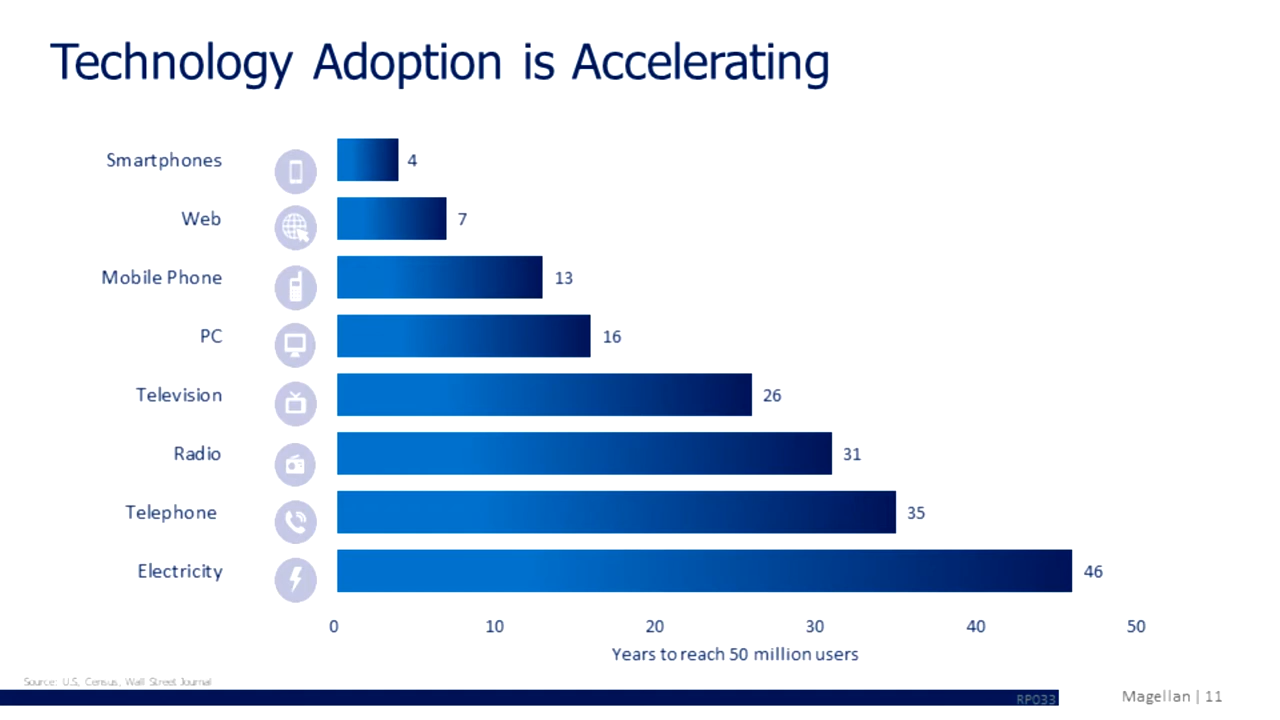 Technology Adoption is Accelerating
Smartphones 4
Web 7
Mobile Phone 13
PC 16
Television 26
Radio 31
Telephone 35
Electricity 46
0 10 20 30 40 50
Years to reach 50 million users
Source: U.S. Census, Wall Street Journal
RP033
Magellan | 11